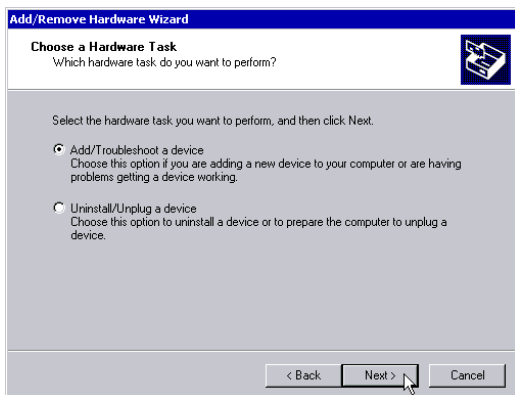 Add/Remove Hardware Wizard
Choose a Hardware Task
Which hardware task do you want to perform?
Select the hardware task you want to perform, and then click Next.
Add/Troubleshoot a device
Choose this option if you are adding a new device to your computer or are having
problems getting a device working.
Uninstall/Unplug a device
Choose this option to uninstall a device or to prepare the computer to unplug a
device.
< Back Next > Cancel